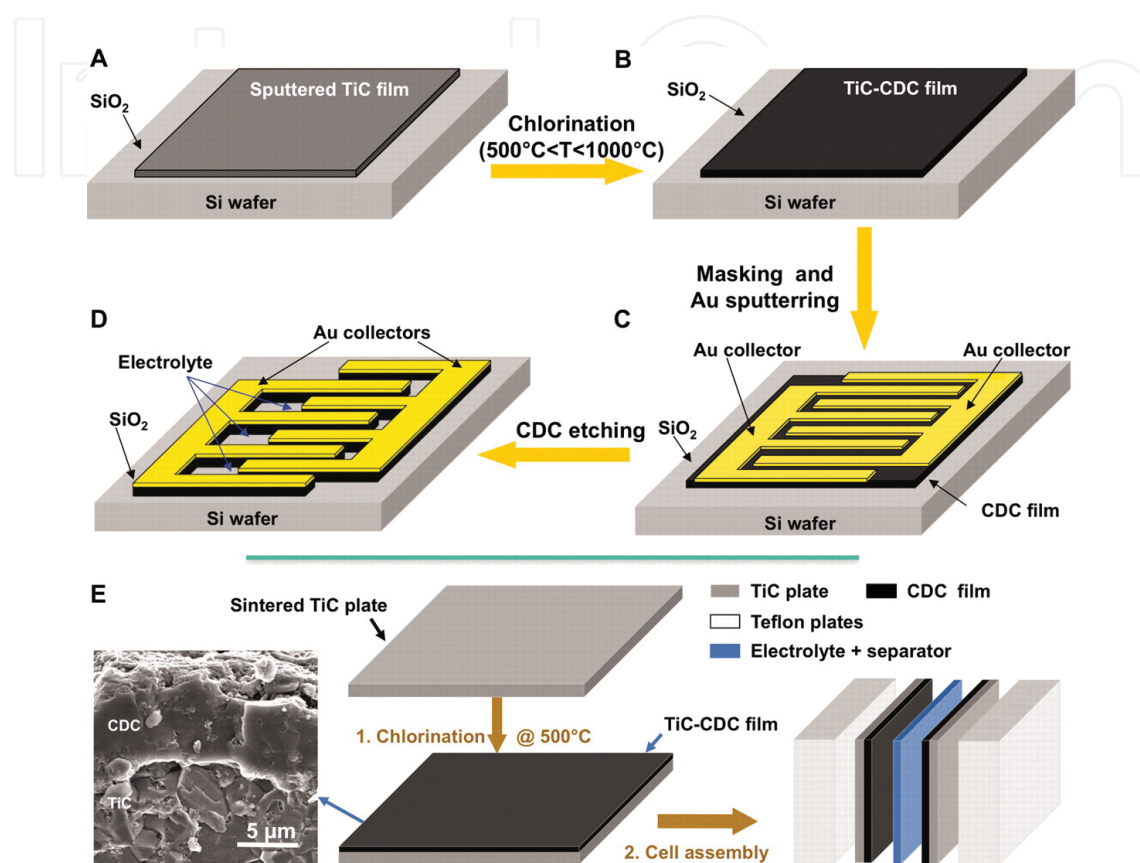 A
Sputtered TiC film
SiO₂
Si wafer
Chlorination
(500°C<T<1000°C)
B
TiC-CDC film
SiO₂
Si wafer
Masking and
Au sputterring
D
Au collectors
Electrolyte
SiO₂
Si wafer
CDC etching
C
Au collector
Au collector
SiO₂
CDC film
Si wafer
E
Sintered TiC plate
TiC plate
CDC film
Teflon plates
Electrolyte + separator
CDC
TiC
5 µm
1. Chlorination @ 500°C
TiC-CDC film
2. Cell assembly